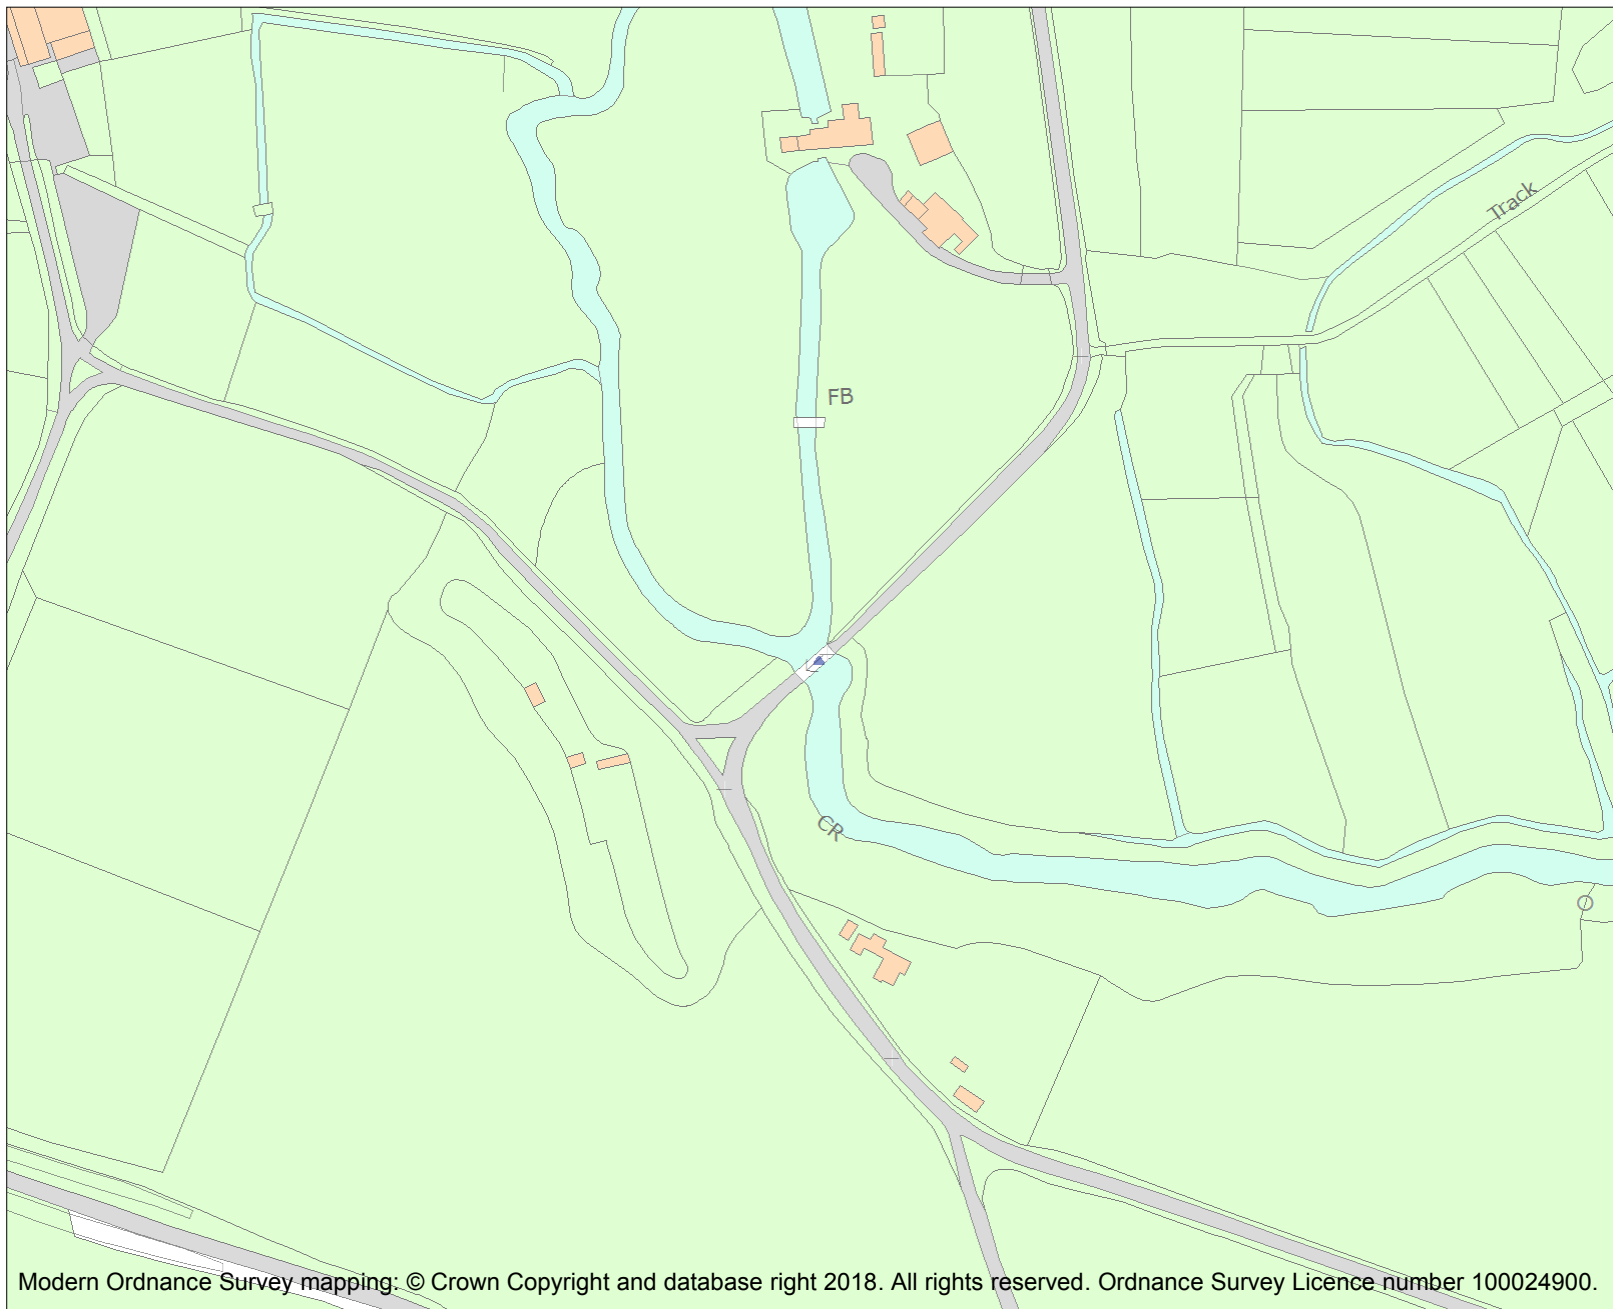 Track
FB
CR
O
Modern Ordnance Survey mapping: © Crown Copyright and database right 2018. All rights reserved. Ordnance Survey Licence number 100024900.